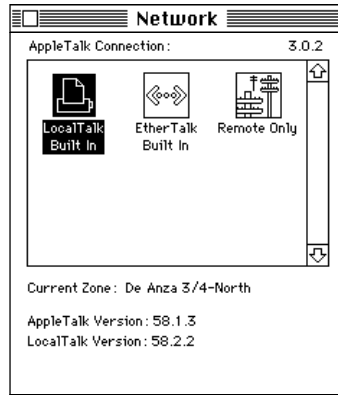 Network
AppleTalk Connection: 3.0.2
LocalTalk Built In
EtherTalk Built In
Remote Only
Current Zone: De Anza 3/4-North
AppleTalk Version: 58.1.3
LocalTalk Version: 58.2.2